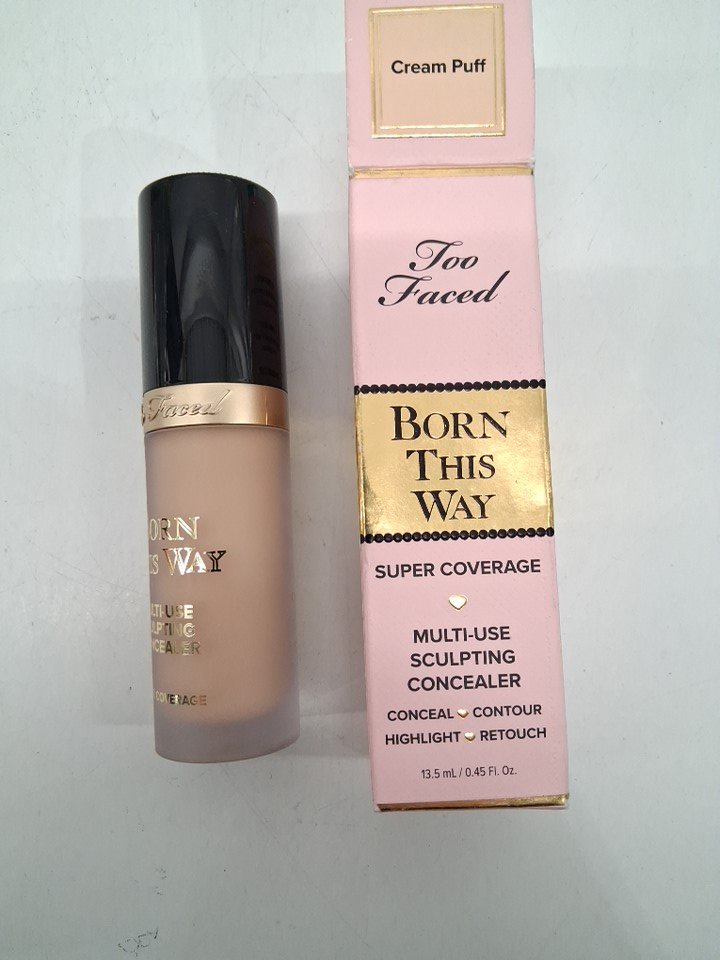 Faced
ORN
IS WAY
LTI-USE
LPTING
NCEALER
COVERAGE
Cream Puff
Too
Faced
BORN
THIS
WAY
SUPER COVERAGE
MULTI-USE
SCULPTING
CONCEALER
CONCEAL CONTOUR
HIGHLIGHT RETOUCH
13.5 mL / 0.45 Fl. Oz.